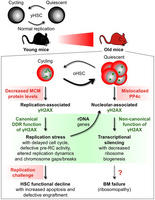 Cycling
Quiescent
yHSC
Normal replication
Young mice
Old mice
Cycling
Quiescent
oHSC
Decreased MCM
protein levels
Mislocalized
PP4c
Replication-associated
γH2AX
Nucleolar-associated
γH2AX
Canonical
DDR function
of γH2AX
rDNA
genes
Non-canonical
function of
γH2AX
Replication stress
with delayed cell cycle,
defective pre-RC activity,
altered replication dynamics
and chromosome gaps/breaks
Transcriptional
silencing
with decreased
ribosome
biogenesis
Replication
challenge
?
HSC functional decline
with increased apoptosis and
defective engraftment
BM failure
(ribosomopathy)